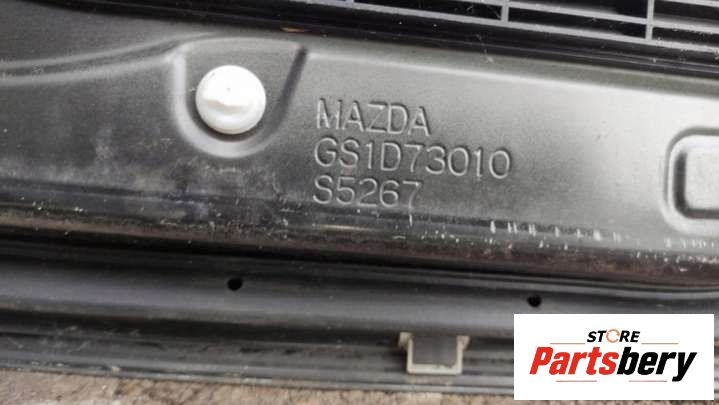 MAZDA
GS1D73010
S5267
STORE
Partsbery